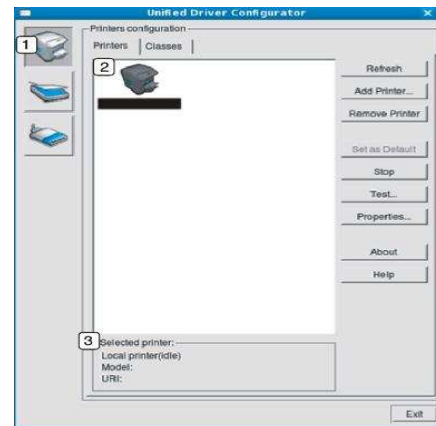 Unified Driver Configurator
Printers configuration
1
Printers
Classes
2
Refresh
Add Printer...
Remove Printer
Set as Default
Stop
Test...
Properties...
About
Help
3
Selected printer:
Local printer(idle)
Model:
URI:
Exit